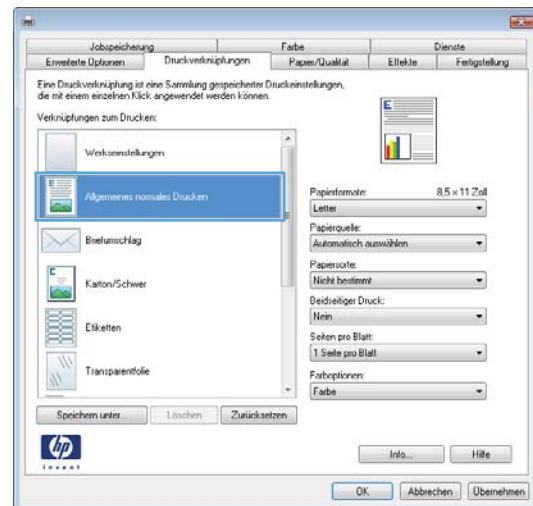 Jobspeicherung
Farbe
Dienste
Erweiterte Optionen
Druckverknüpfungen
Papier/Qualität
Effekte
Fertigstellung
Eine Druckverknüpfung ist eine Sammlung gespeicherter Druckeinstellungen,
die mit einem einzelnen Klick angewendet werden können.
Verknüpfungen zum Drucken:
Werkseinstellungen
Allgemeines normales Drucken
Briefumschlag
Karton/Schwer
Etiketten
Transparentfolie
E
Papierformate: 8,5 × 11 Zoll
Letter
Papierquelle:
Automatisch auswählen
Papiersorte:
Nicht bestimmt
Beidseitiger Druck:
Nein
Seiten pro Blatt:
1 Seite pro Blatt
Farboptionen:
Farbe
Speichern unter...
Löschen
Zurücksetzen
hp
invent
Info...
Hilfe
OK
Abbrechen
Übernehmen